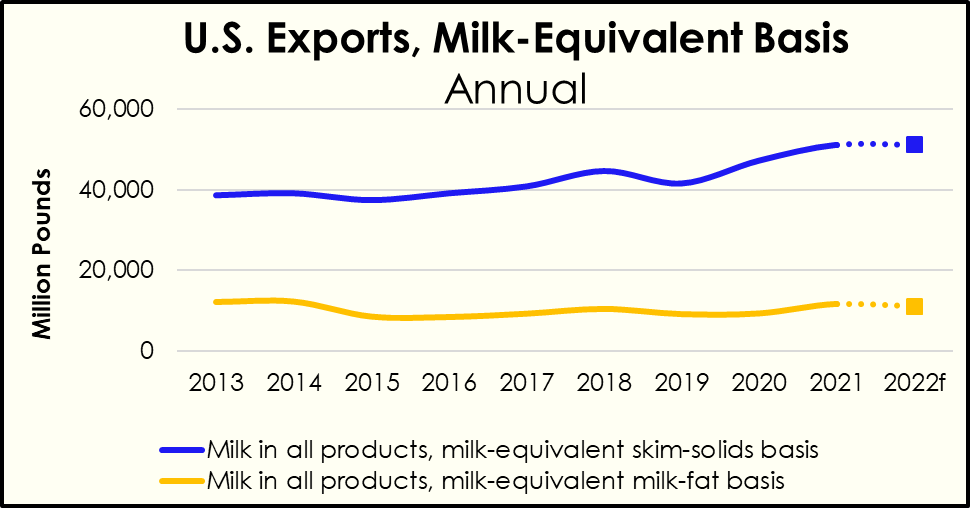 U.S. Exports, Milk-Equivalent Basis
Annual
Million Pounds
60,000
40,000
20,000
0
2013 2014 2015 2016 2017 2018 2019 2020 2021 2022f
Milk in all products, milk-equivalent skim-solids basis
Milk in all products, milk-equivalent milk-fat basis